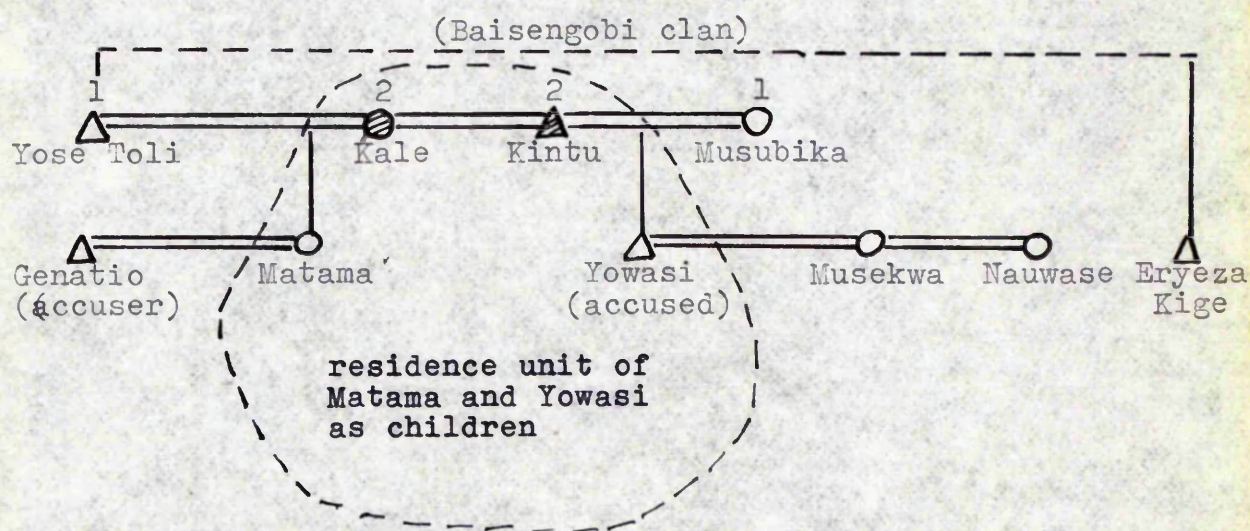 (Baisengobi clan)
1 2 2 1
Yose Toli Kale Kintu Musubika
Genatio Matama Yowasi Musekwa Nauwase Eryeza
(accuser) (accused) Kige
residence unit of
Matama and Yowasi
as children